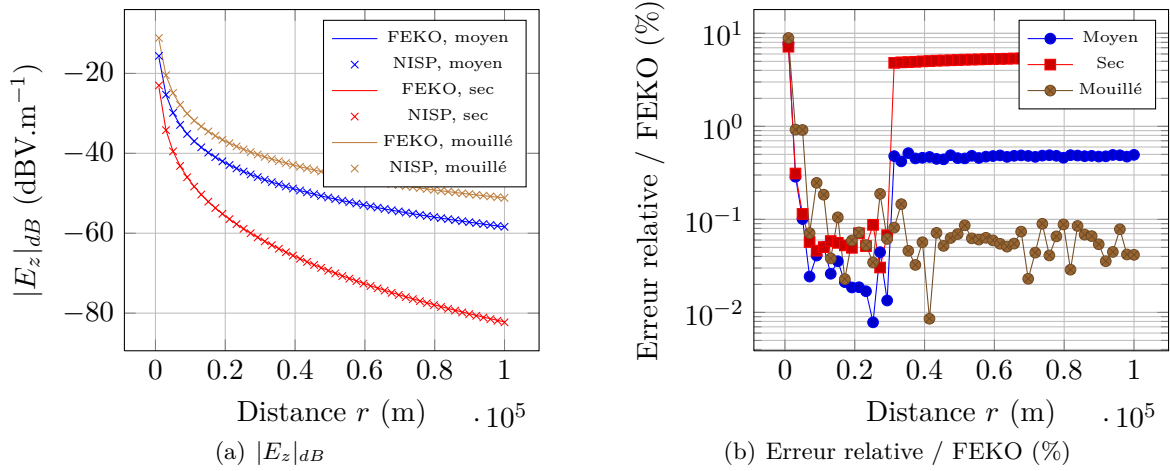 FEKO, moyen
NISP, moyen
FEKO, sec
NISP, sec
FEKO, mouillé
NISP, mouillé
−20
−40
−60
−80
|E_z|_{dB} (dBV.m^{−1})
0
0.2
0.4
0.6
0.8
1
Distance r (m)
· 10^5
(a) |E_z|_{dB}
Moyen
Sec
Mouillé
10^1
10^0
10^{−1}
10^{−2}
Erreur relative / FEKO (%)
0
0.2
0.4
0.6
0.8
1
Distance r (m)
· 10^5
(b) Erreur relative / FEKO (%)